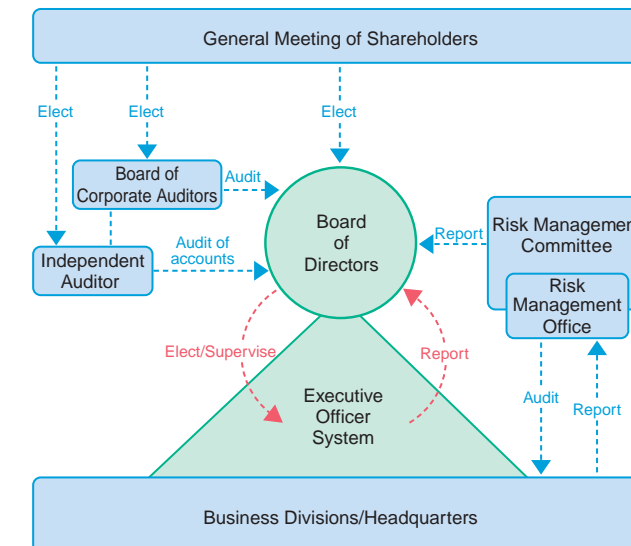 General Meeting of Shareholders
Elect
Elect
Elect
Board of
Corporate Auditors
Audit
Independent
Auditor
Audit of
accounts
Board
of
Directors
Report
Risk Managemen
Committee
Risk
Management
Office
Elect/Supervise
Report
Executive
Officer
System
Audit
Report
Business Divisions/Headquarters